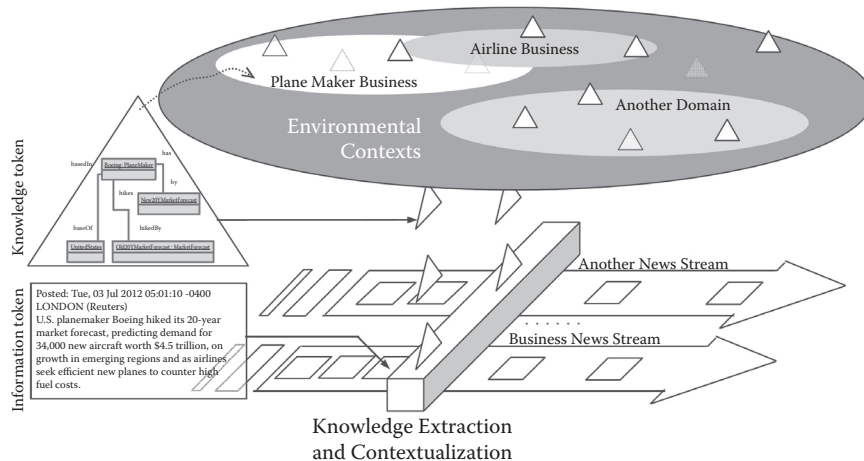 Airline Business
Plane Maker Business
Another Domain
Environmental
Contexts
Knowledge token
has
basedIn
Boeing: PlaneMaker
by
hikes
New20YMarketForecast
baseOf
hikedBy
UnitedStates
Old20YMarketForecast : MarketForecast
Another News Stream
Information token
Posted: Tue, 03 Jul 2012 05:01:10 -0400
LONDON (Reuters)
U.S. planemaker Boeing hiked its 20-year
market forecast, predicting demand for
34,000 new aircraft worth $4.5 trillion, on
growth in emerging regions and as airlines
seek efficient new planes to counter high
fuel costs.
. . . . . .
Business News Stream
Knowledge Extraction
and Contextualization